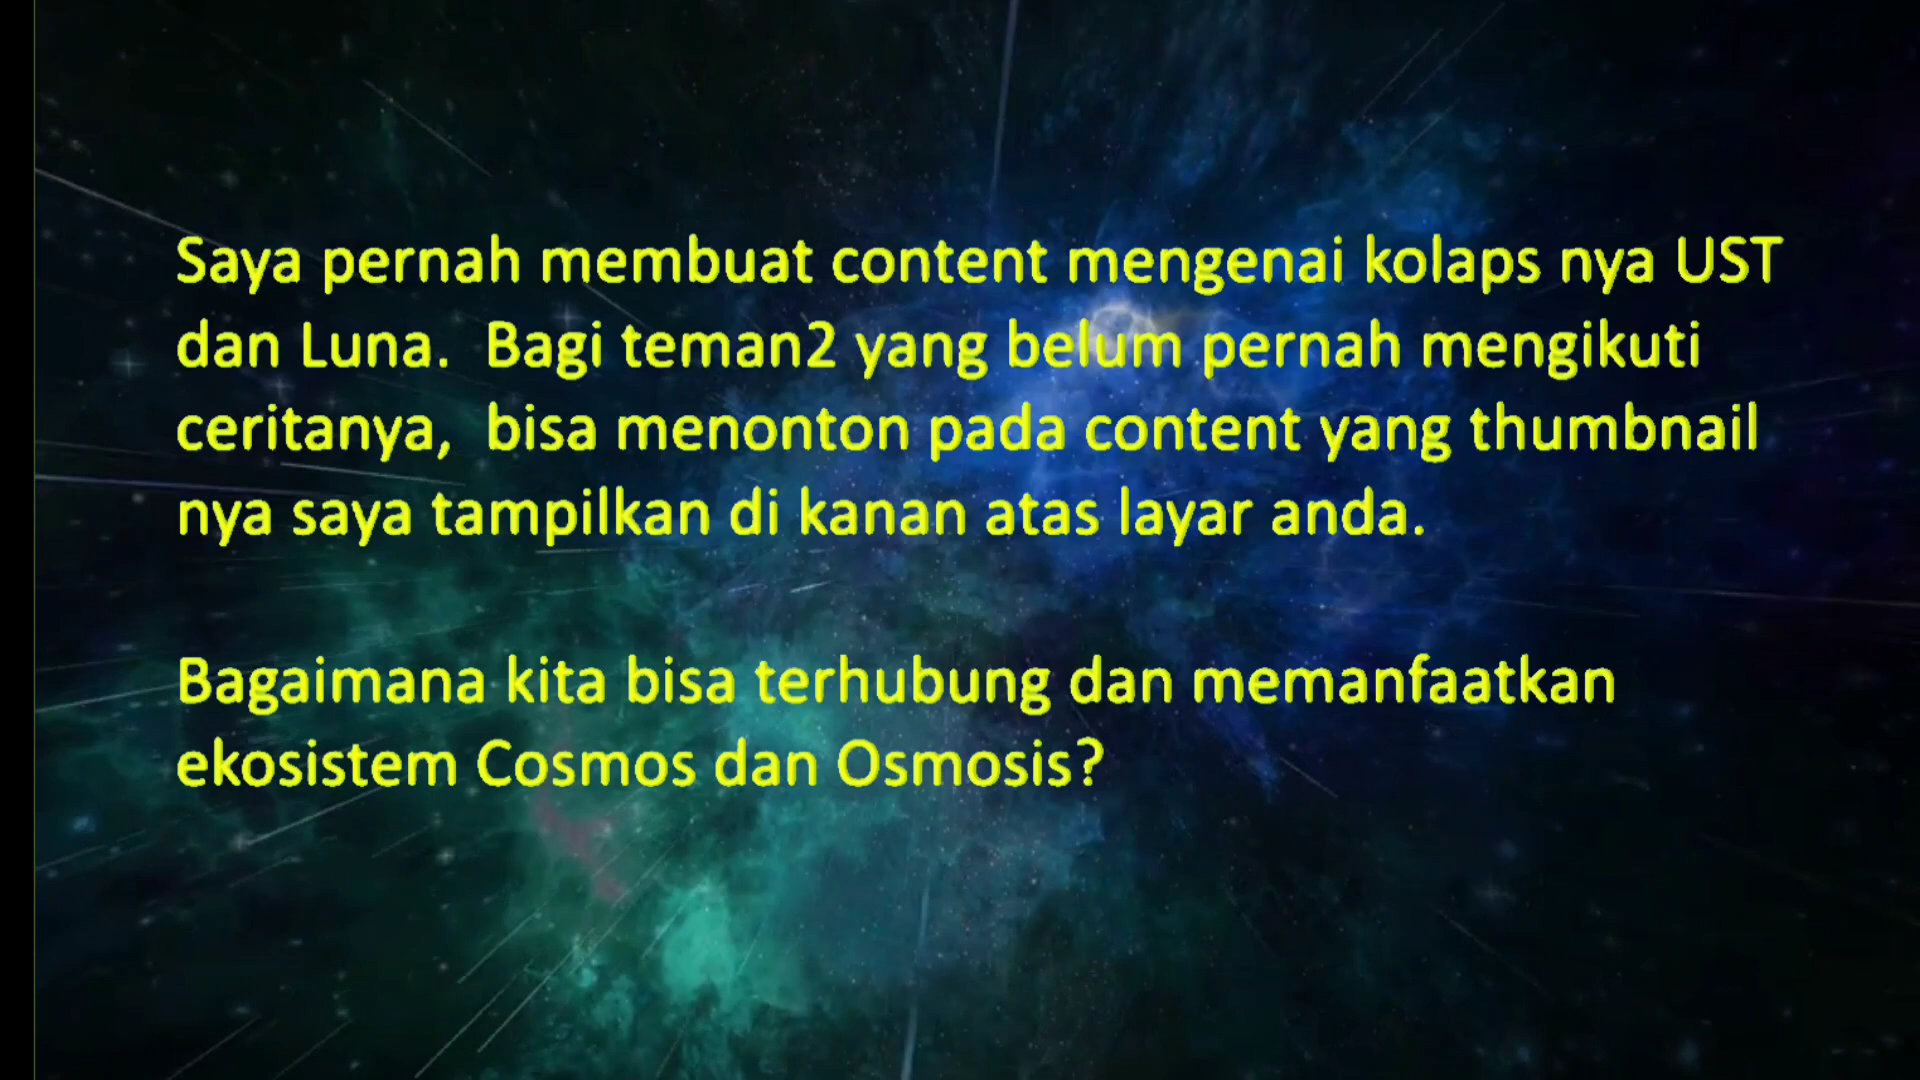 Saya pernah membuat content mengenai kolaps nya UST
dan Luna.  Bagi teman2 yang belum pernah mengikuti
ceritanya,  bisa menonton pada content yang thumbnail
nya saya tampilkan di kanan atas layar anda.
Bagaimana kita bisa terhubung dan memanfaatkan
ekosistem Cosmos dan Osmosis?